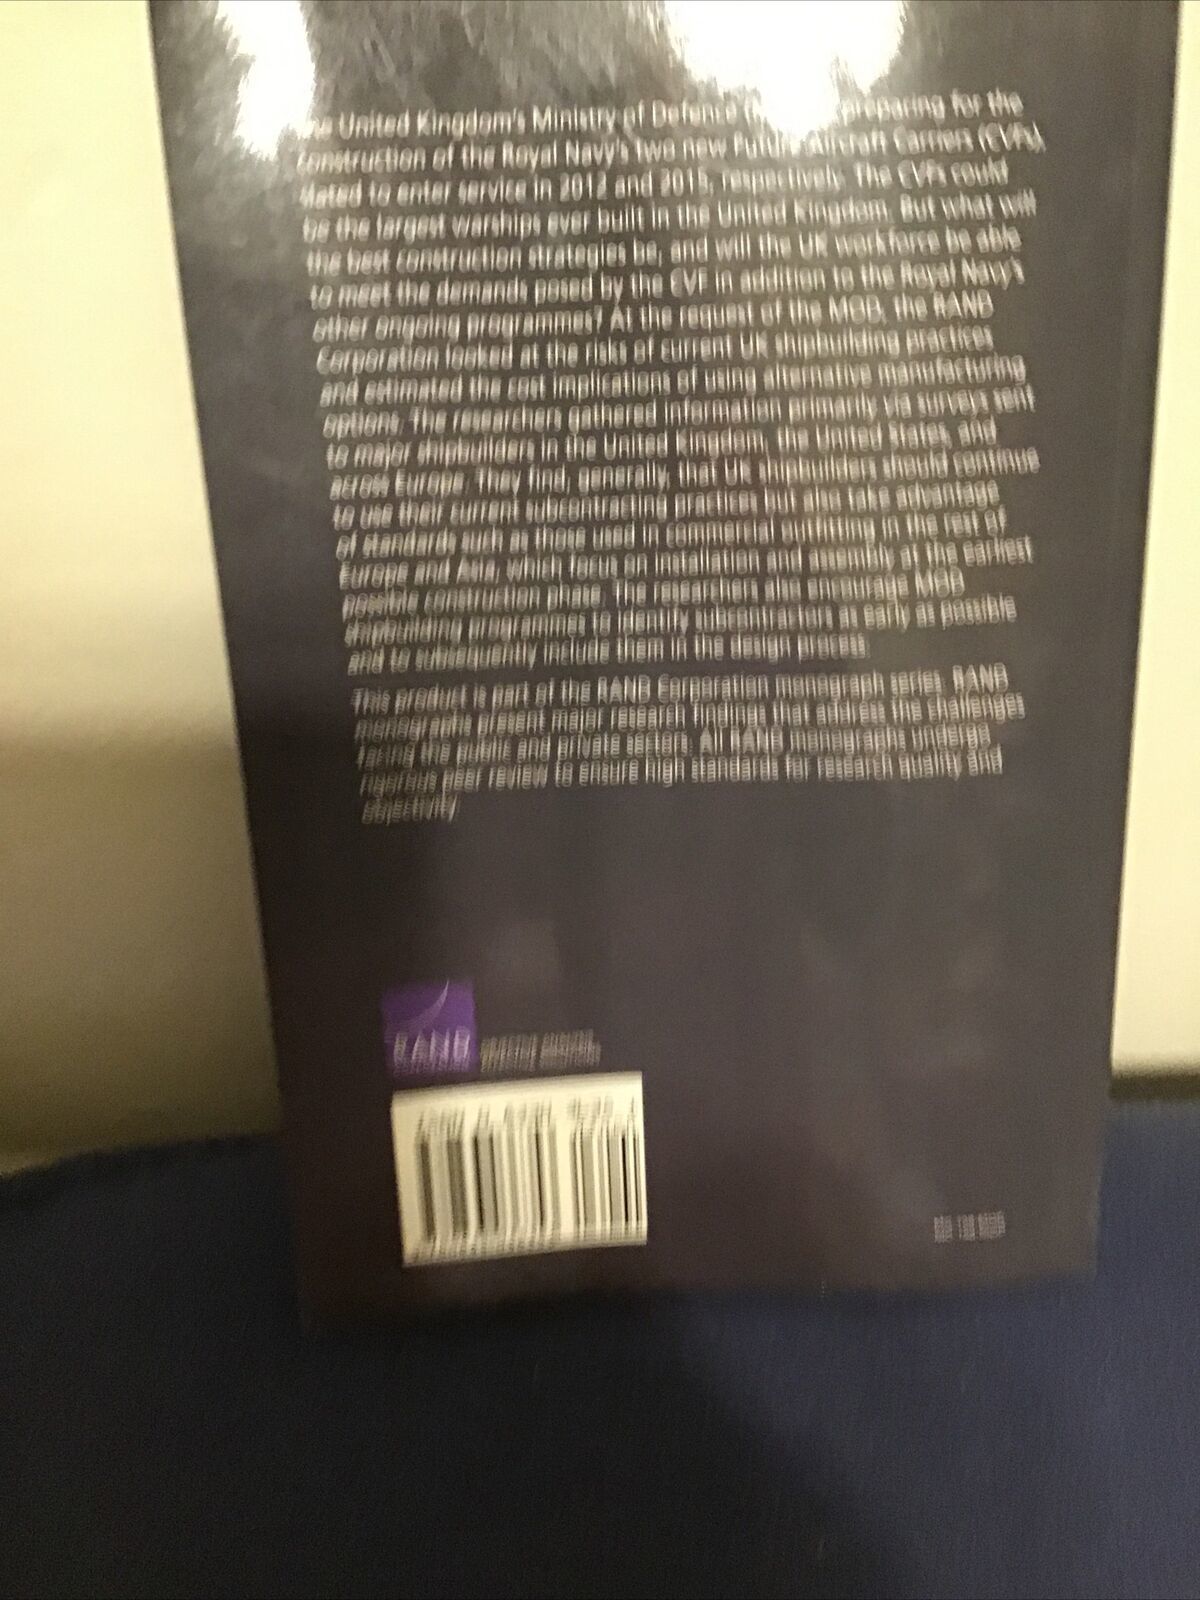 United Kingdom's Ministry of Defence preparing for the
construction of the Royal Navy's two new Future Aircraft Carriers (CVFs),
slated to enter service in 2012 and 2015, respectively. The CVFs could
be the largest warships ever built in the United Kingdom. But what will
the best construction strategies be, and will the UK workforce be able
to meet the demands posed by the CVF in addition to the Royal Navy's
other ongoing programmes? At the request of the MOD, the RAND
Corporation looked at the risks of current UK shipbuilding practices
and estimated the cost implications of using alternative manufacturing
options. The researchers gathered information primarily via surveys sent
to major shipbuilders in the United Kingdom, the United States, and
across Europe. They find, generally, that UK shipbuilders should continue
to use their current subcontracting practices but also take advantage
of standards such as those used in commercial outfitting in the rest of
Europe and Asia, which focus on installation and assembly at the earliest
possible construction phase. The researchers also encourage MOD
shipbuilding programmes to identify subcontractors as early as possible
and to subsequently include them in the design process.
This product is part of the RAND Corporation monograph series. RAND
monographs present major research findings that address the challenges
facing the public and private sectors. All RAND monographs undergo
rigorous peer review to ensure high standards for research quality and
objectivity.
RAND OBJECTIVE ANALYSIS.
CORPORATION EFFECTIVE SOLUTIONS.